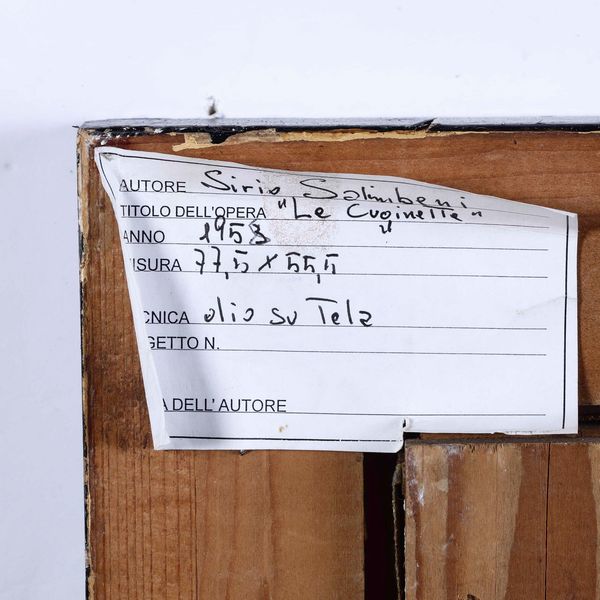 AUTORE Sirio Salimbeni
TITOLO DELL'OPERA "Le Cuginelle"
ANNO 1958
ISURA 77,5 x 55,5
CNICA olio su Tela
GETTO N.
A DELL'AUTORE